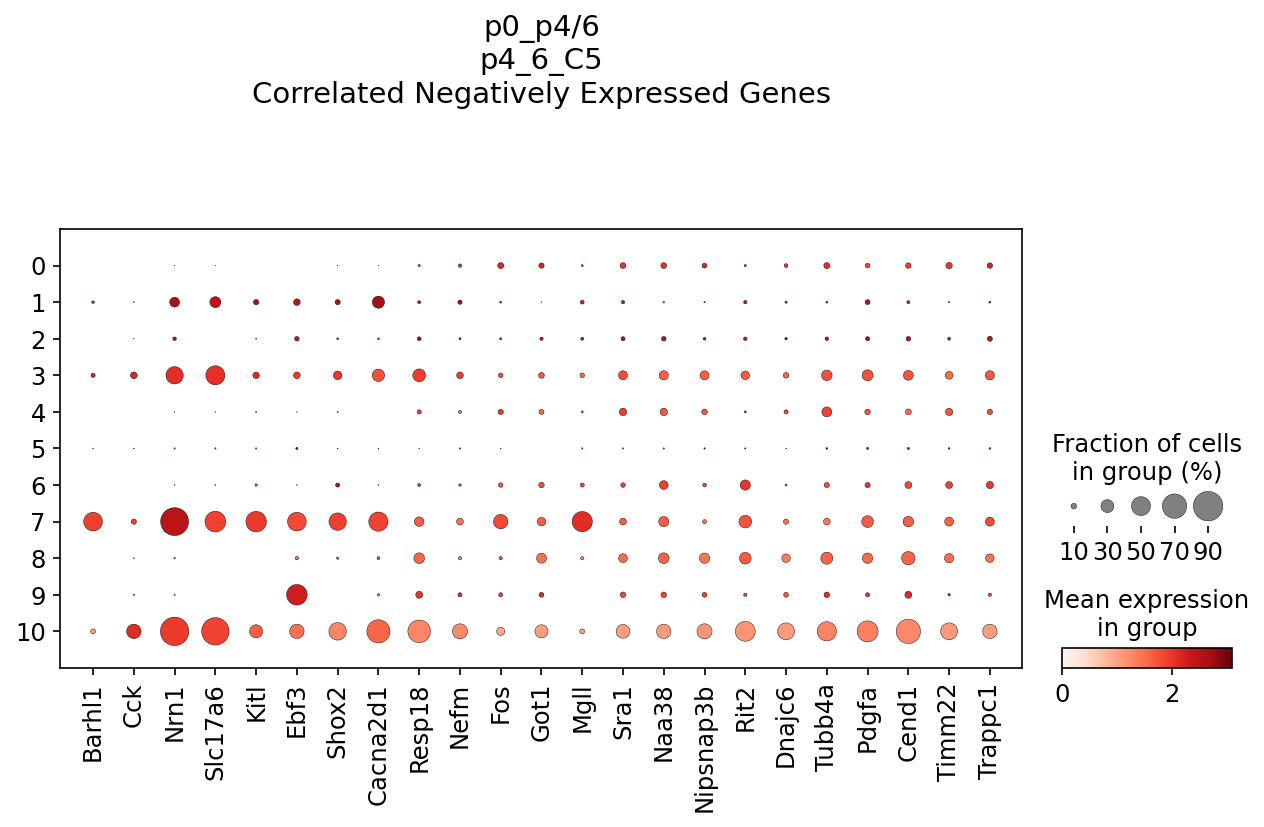 p0_p4/6
p4_6_C5
Correlated Negatively Expressed Genes
0
1
2
3
4
5
6
7
8
9
10
Barhl1
Cck
Nrn1
Slc17a6
Kitl
Ebf3
Shox2
Cacna2d1
Resp18
Nefm
Fos
Got1
Mgll
Sra1
Naa38
Nipsnap3b
Rit2
Dnajc6
Tubb4a
Pdgfa
Cend1
Timm22
Trappc1
Fraction of cells
in group (%)
10 30 50 70 90
Mean expression
in group
0 2